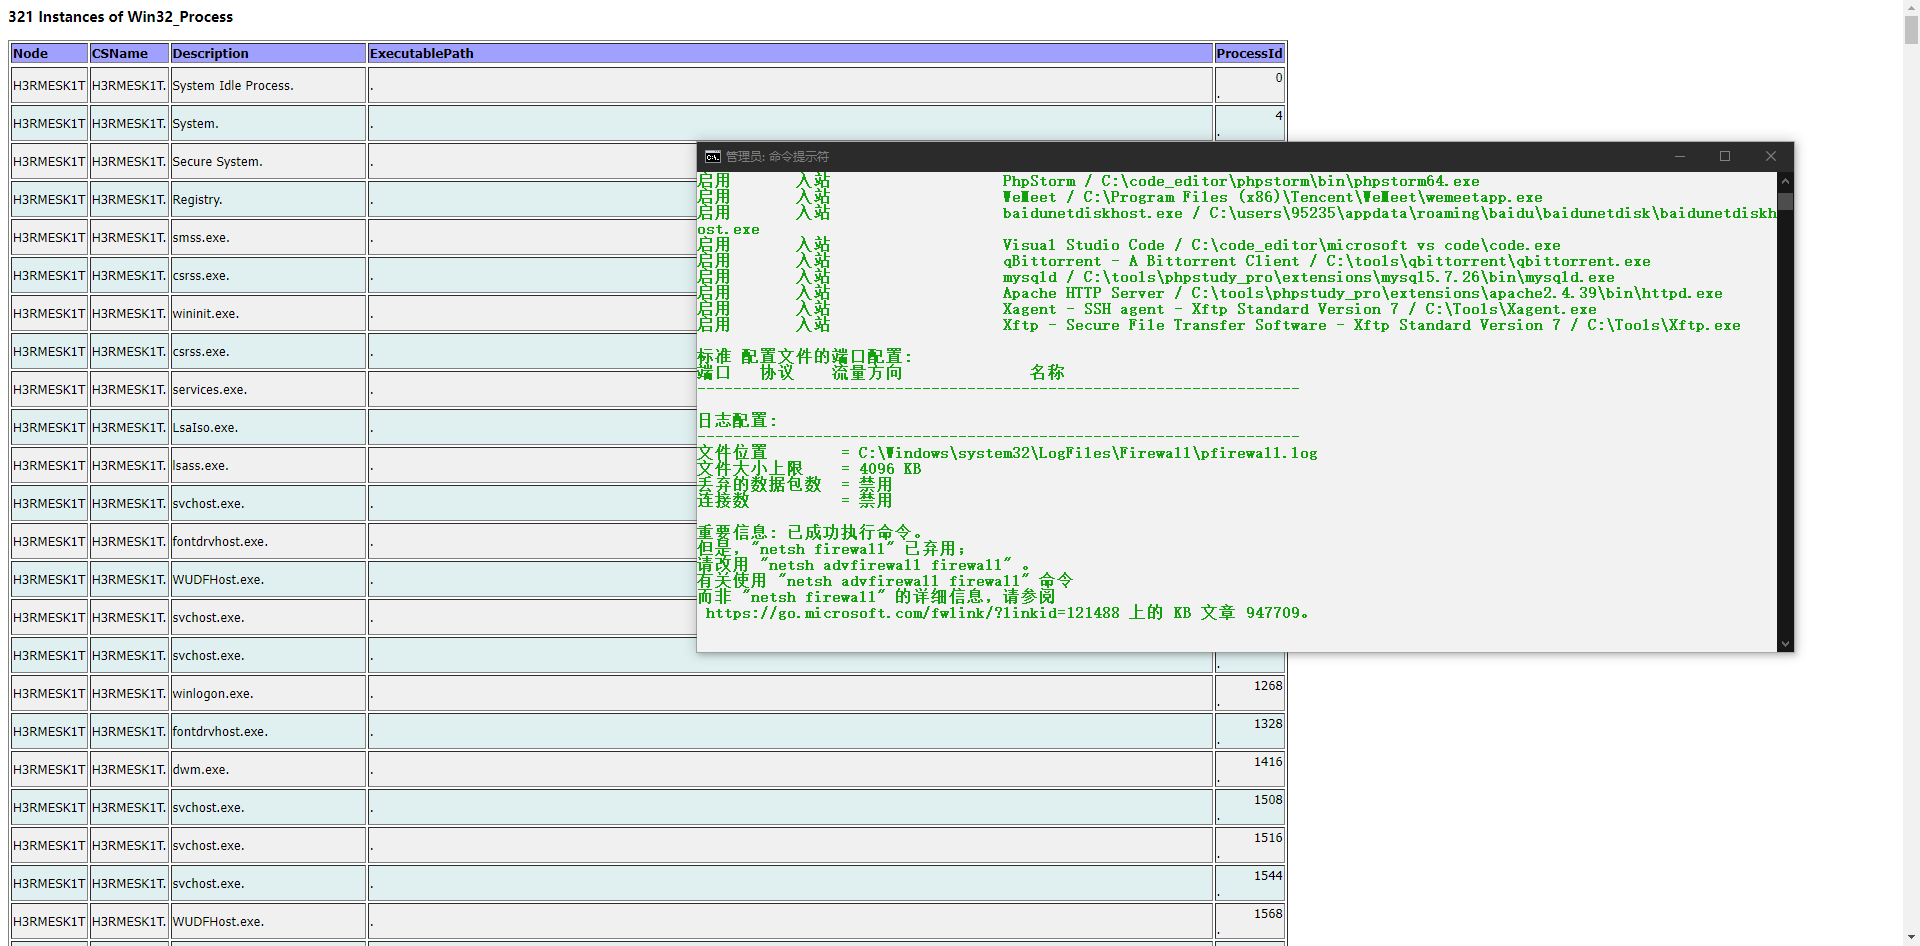 321 Instances of Win32_Process
Node CSName Description ExecutablePath ProcessId
H3RMESK1T H3RMESK1T. System Idle Process. . 0
.
H3RMESK1T H3RMESK1T. System. . 4
.
H3RMESK1T H3RMESK1T. Secure System. .
H3RMESK1T H3RMESK1T. Registry. .
H3RMESK1T H3RMESK1T. smss.exe. .
H3RMESK1T H3RMESK1T. csrss.exe. .
H3RMESK1T H3RMESK1T. wininit.exe. .
H3RMESK1T H3RMESK1T. csrss.exe. .
H3RMESK1T H3RMESK1T. services.exe. .
H3RMESK1T H3RMESK1T. LsaIso.exe. .
H3RMESK1T H3RMESK1T. lsass.exe. .
H3RMESK1T H3RMESK1T. svchost.exe. .
H3RMESK1T H3RMESK1T. fontdrvhost.exe. .
H3RMESK1T H3RMESK1T. WUDFHost.exe. .
H3RMESK1T H3RMESK1T. svchost.exe. .
H3RMESK1T H3RMESK1T. svchost.exe. .
.
H3RMESK1T H3RMESK1T. winlogon.exe. . 1268
.
H3RMESK1T H3RMESK1T. fontdrvhost.exe. . 1328
.
H3RMESK1T H3RMESK1T. dwm.exe. . 1416
.
H3RMESK1T H3RMESK1T. svchost.exe. . 1508
.
H3RMESK1T H3RMESK1T. svchost.exe. . 1516
.
H3RMESK1T H3RMESK1T. svchost.exe. . 1544
.
H3RMESK1T H3RMESK1T. WUDFHost.exe. . 1568
.
管理员: 命令提示符
启用 入站 PhpStorm / C:\code_editor\phpstorm\bin\phpstorm64.exe
启用 入站 WeMeet / C:\Program Files (x86)\Tencent\WeMeet\wemeetapp.exe
启用 入站 baidunetdiskhost.exe / C:\users\95235\appdata\roaming\baidu\baidunetdisk\baidunetdiskh
ost.exe
启用 入站 Visual Studio Code / C:\code_editor\microsoft vs code\code.exe
启用 入站 qBittorrent - A Bittorrent Client / C:\tools\qbittorrent\qbittorrent.exe
启用 入站 mysqld / C:\tools\phpstudy_pro\extensions\mysql5.7.26\bin\mysqld.exe
启用 入站 Apache HTTP Server / C:\tools\phpstudy_pro\extensions\apache2.4.39\bin\httpd.exe
启用 入站 Xagent - SSH agent - Xftp Standard Version 7 / C:\Tools\Xagent.exe
启用 入站 Xftp - Secure File Transfer Software - Xftp Standard Version 7 / C:\Tools\Xftp.exe
标准 配置文件的端口配置:
端口 协议 流量方向 名称
-------------------------------------------------------------------
日志配置:
-------------------------------------------------------------------
文件位置 = C:\Windows\system32\LogFiles\Firewall\pfirewall.log
文件大小上限 = 4096 KB
丢弃的数据包数 = 禁用
连接数 = 禁用
重要信息: 已成功执行命令。
但是，"netsh firewall" 已弃用；
请改用 "netsh advfirewall firewall" 。
有关使用 "netsh advfirewall firewall" 命令
而非 "netsh firewall" 的详细信息，请参阅
https://go.microsoft.com/fwlink/?linkid=121488 上的 KB 文章 947709。